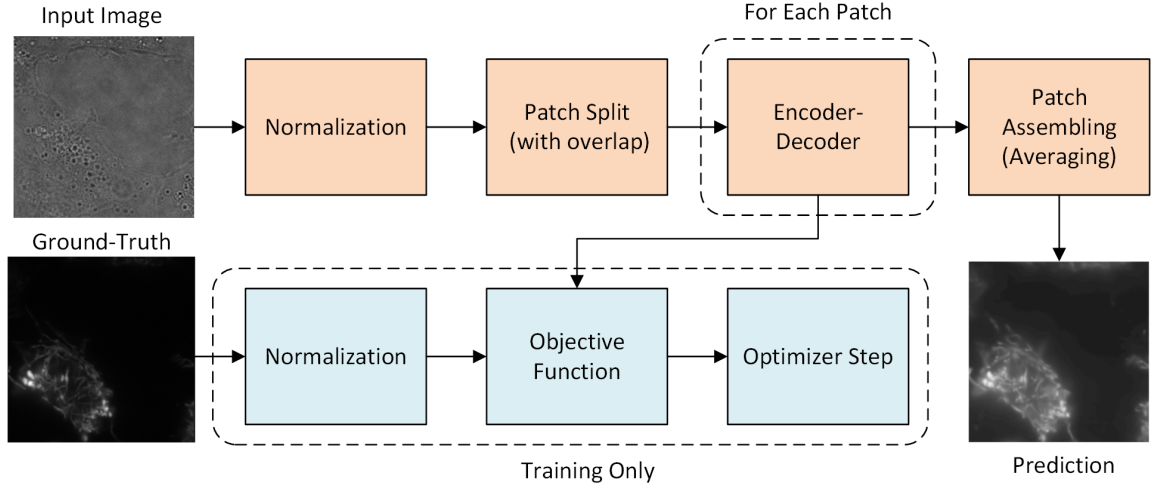 Input Image
For Each Patch
Normalization
Patch Split
(with overlap)
Encoder-
Decoder
Patch
Assembling
(Averaging)
Ground-Truth
Normalization
Objective
Function
Optimizer Step
Training Only
Prediction